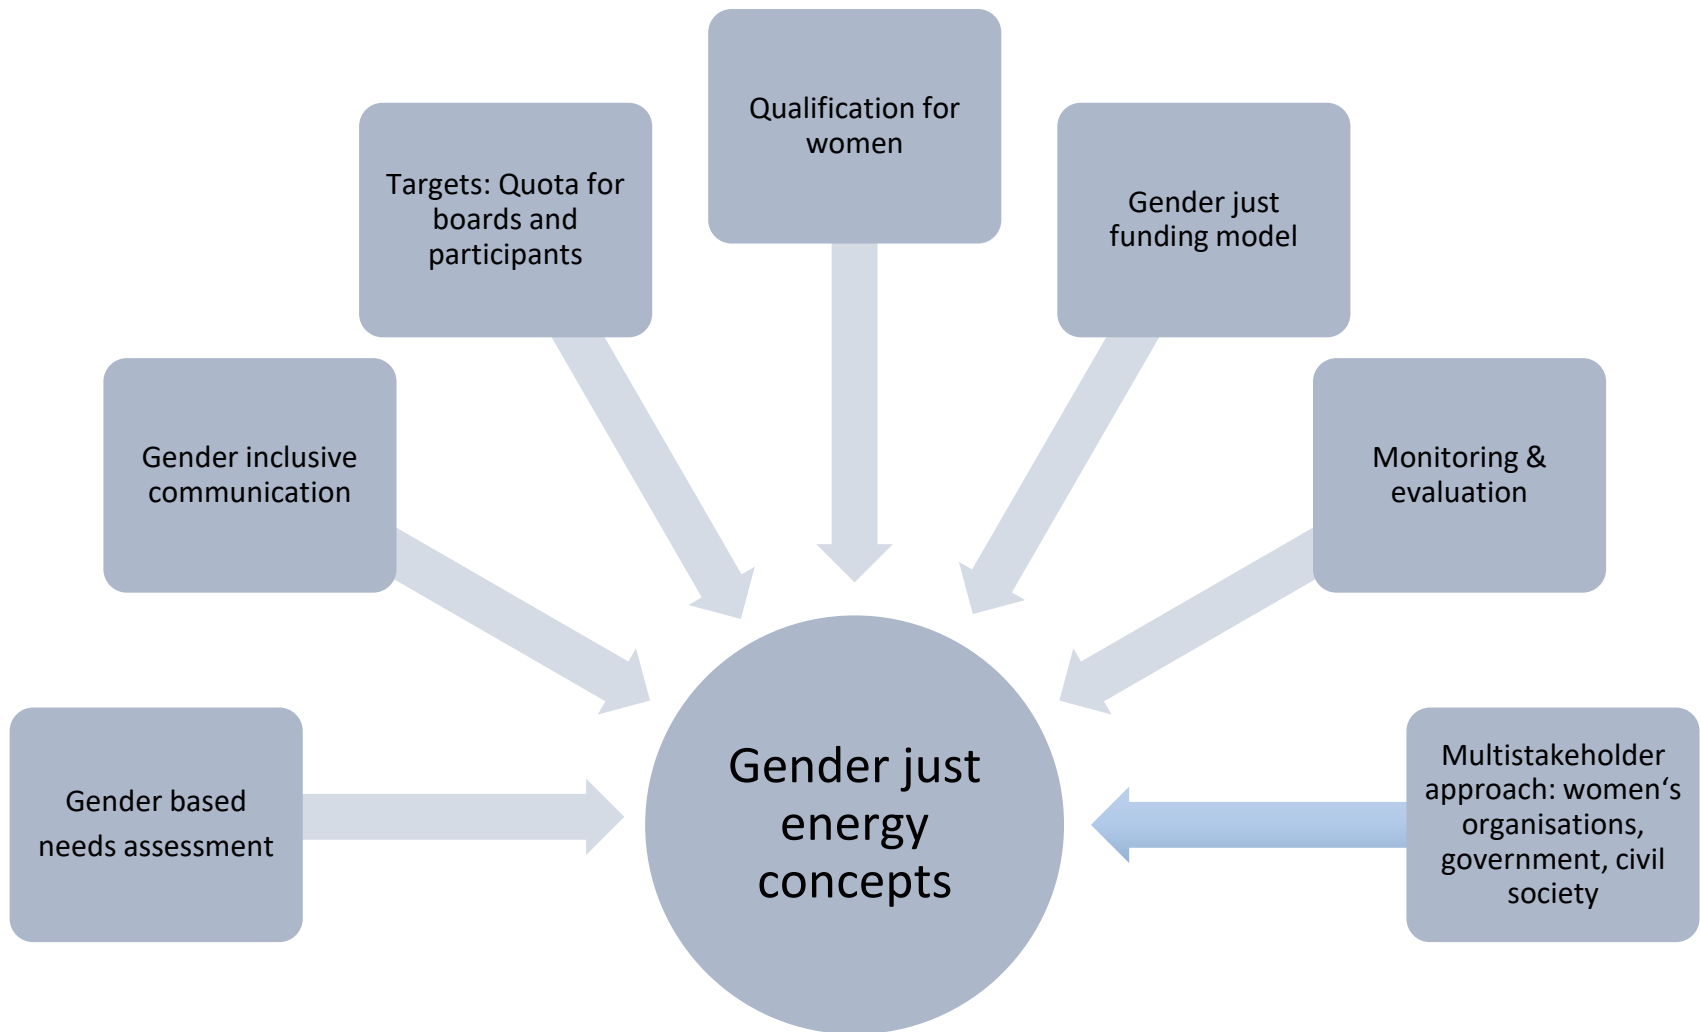 Qualification for
women
Targets: Quota for
boards and
participants
Gender just
funding model
Gender inclusive
communication
Monitoring &
evaluation
Gender based
needs assessment
Gender just
energy
concepts
Multistakeholder
approach: women‘s
organisations,
government, civil
society